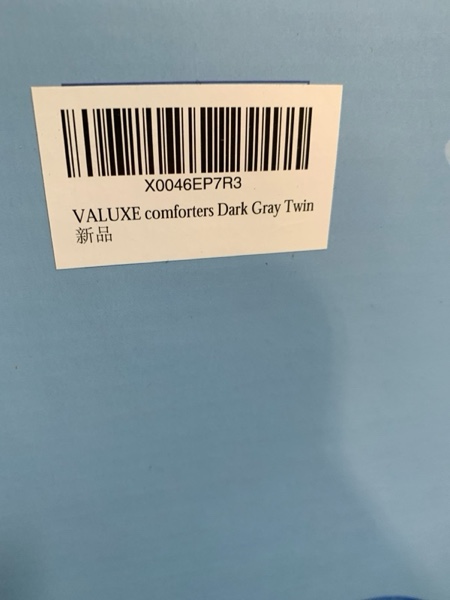 X0046EP7R3
VALUXE comforters Dark Gray Twin
新品